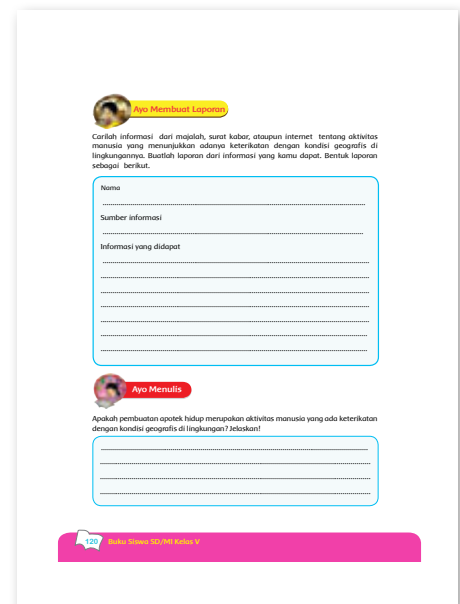 Ayo Membuat Laporan
Carilah informasi dari majalah, surat kabar, ataupun internet tentang aktivitas
manusia yang menunjukkan adanya keterikatan dengan kondisi geografis di
lingkungannya. Buatlah laporan dari informasi yang kamu dapat. Bentuk laporan
sebagai berikut.
Nama
Sumber informasi
Informasi yang didapat
Ayo Menulis
Apakah pembuatan apotek hidup merupakan aktivitas manusia yang ada keterikatan
dengan kondisi geografis di lingkungan? Jelaskan!
120 Buku Siswa SD/MI Kelas V